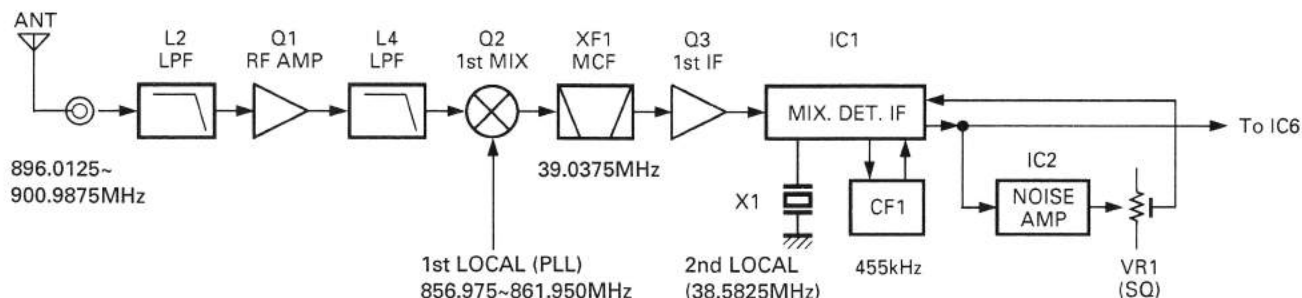 ANT
L2
LPF
Q1
RF AMP
L4
LPF
Q2
1st MIX
XF1
MCF
Q3
1st IF
IC1
MIX. DET. IF
To IC6
896.0125~
900.9875MHz
39.0375MHz
X1
CF1
IC2
NOISE
AMP
1st LOCAL (PLL)
856.975~861.950MHz
2nd LOCAL
(38.5825MHz)
455kHz
VR1
(SQ)